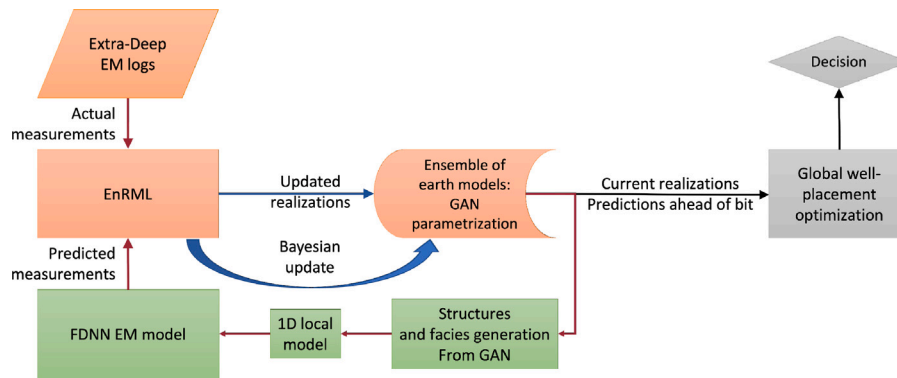 Extra-Deep
EM logs
Decision
Actual
measurements
EnRML
Updated
realizations
Ensemble of
earth models:
GAN
parametrization
Current realizations
Predictions ahead of bit
Global well-
placement
optimization
Predicted
measurements
Bayesian
update
FDNN EM model
1D local
model
Structures
and facies generation
From GAN